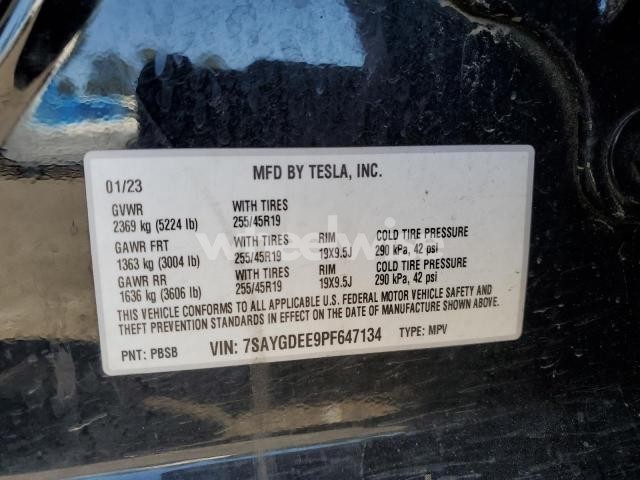 MFD BY TESLA, INC.
01/23
GVWR WITH TIRES
2369 kg (5224 lb) 255/45R19
GAWR FRT WITH TIRES RIM COLD TIRE PRESSURE
1363 kg (3004 lb) 255/45R19 19X9.5J 290 kPa, 42 psi
GAWR RR WITH TIRES RIM COLD TIRE PRESSURE
1636 kg (3606 lb) 255/45R19 19X9.5J 290 kPa, 42 psi
THIS VEHICLE CONFORMS TO ALL APPLICABLE U.S. FEDERAL MOTOR VEHICLE SAFETY AND
THEFT PREVENTION STANDARDS IN EFFECT ON THE DATE OF MANUFACTURE SHOWN ABOVE.
PNT: PBSB VIN: 7SAYGDEE9PF647134 TYPE: MPV